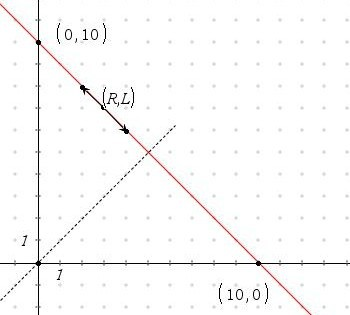 (0,10)
(R,L)
1
1
(10,0)